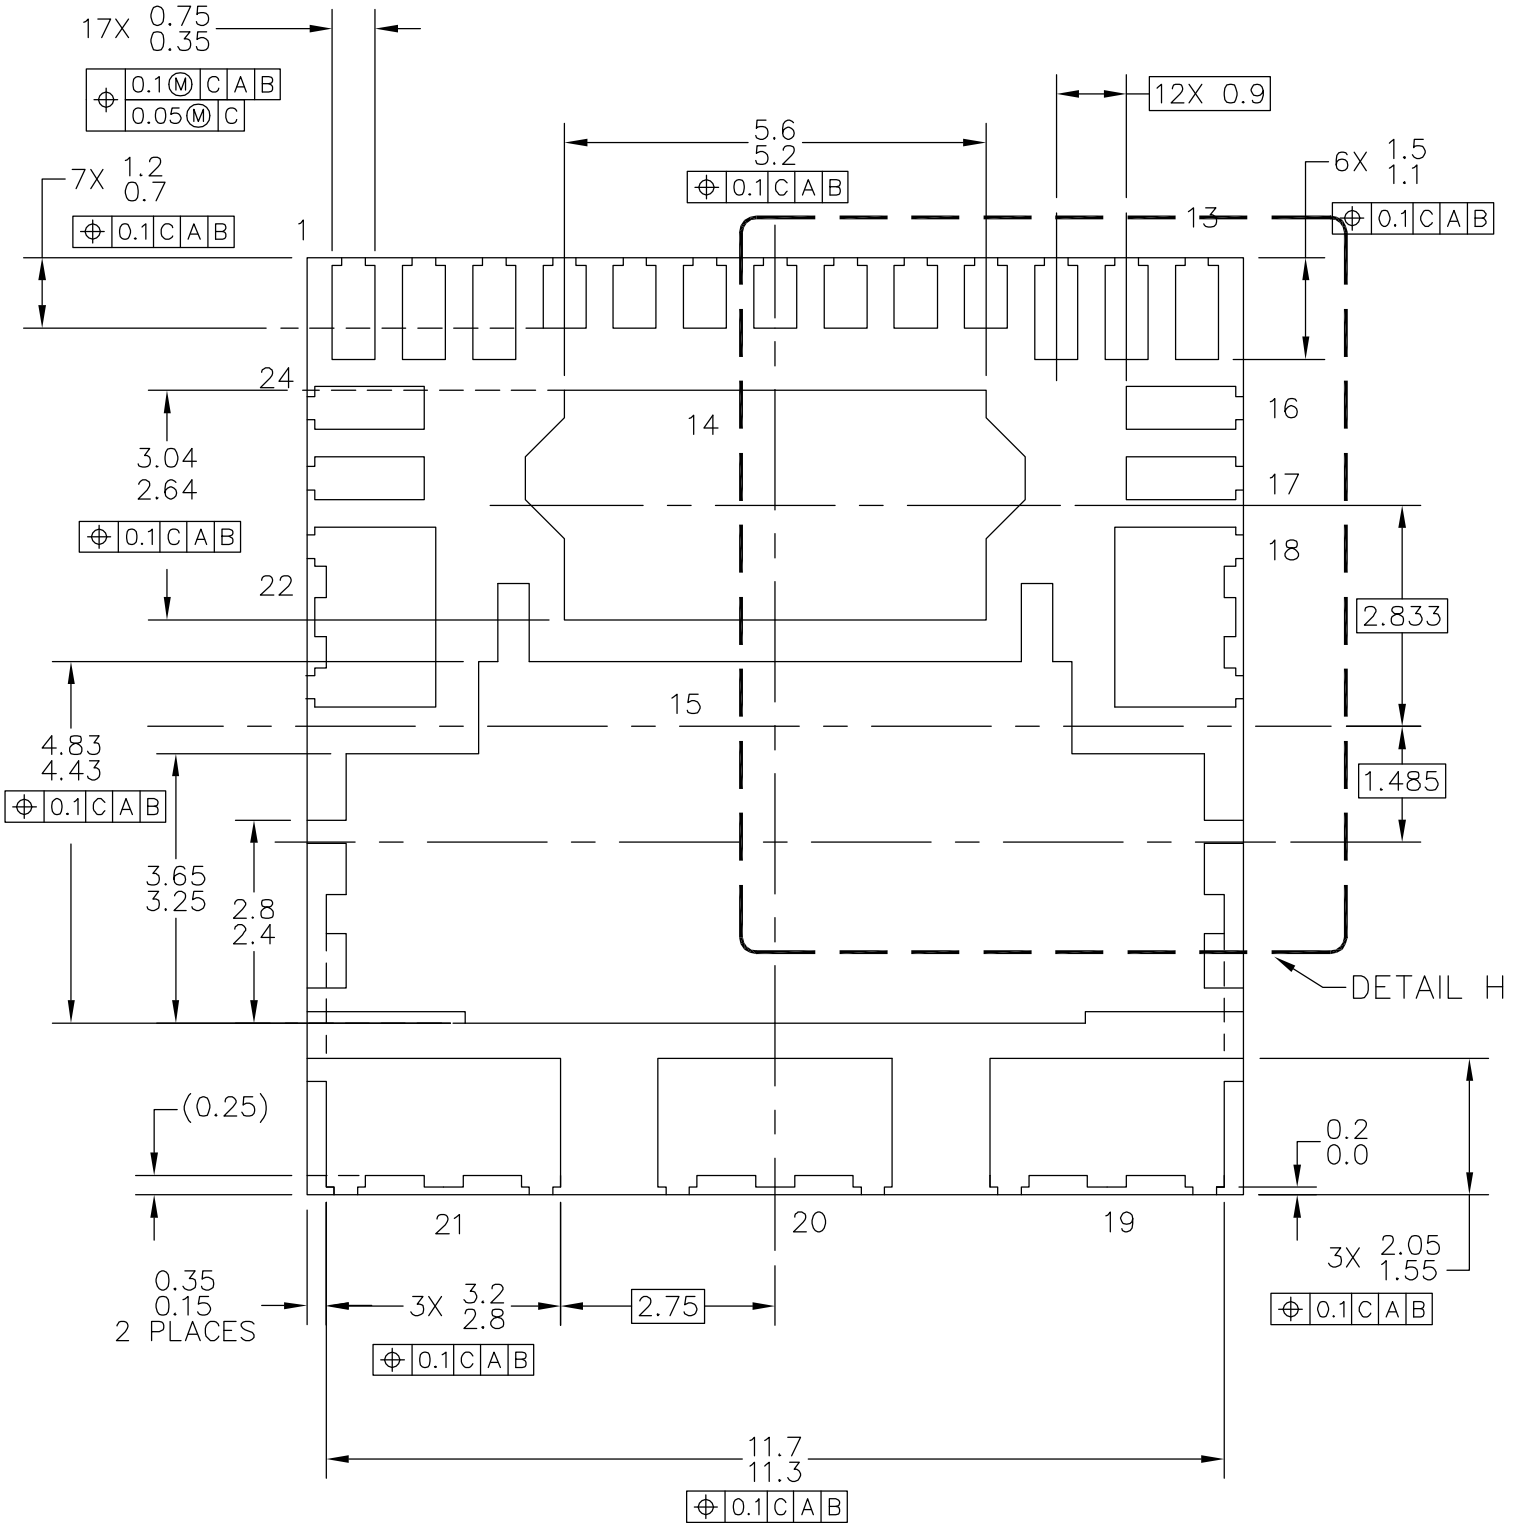 17X 0.75
0.35
0.1 Ⓜ C A B
0.05 Ⓜ C
12X 0.9
5.6
5.2
0.1 C A B
7X 1.2
0.7
0.1 C A B
6X 1.5
1.1
0.1 C A B
1
13
24
14
16
3.04
2.64
0.1 C A B
17
18
22
2.833
15
4.83
4.43
0.1 C A B
1.485
3.65
3.25
2.8
2.4
DETAIL H
(0.25)
0.2
0.0
21
20
19
3X 2.05
1.55
0.1 C A B
0.35
0.15
2 PLACES
3X 3.2
2.8
0.1 C A B
2.75
11.7
11.3
0.1 C A B